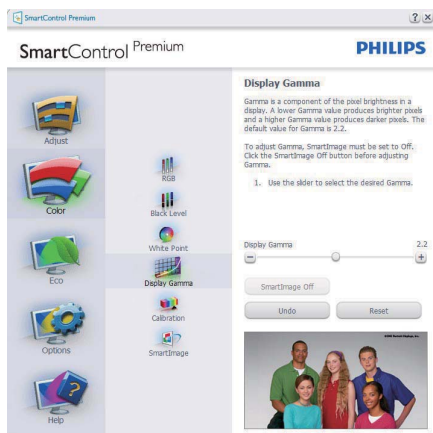 SmartControl Premium
? ×
SmartControl Premium
PHILIPS
Adjust
Color
Eco
Options
Help
RGB
Black Level
White Point
Display Gamma
Calibration
SmartImage
Display Gamma
Gamma is a component of the pixel brightness in a
display. A lower Gamma value produces brighter pixels
and a higher Gamma value produces darker pixels. The
default value for Gamma is 2.2.
To adjust Gamma, SmartImage must be set to Off.
Click the SmartImage Off button before adjusting
Gamma.
1. Use the slider to select the desired Gamma.
Display Gamma 2.2
SmartImage Off
Undo Reset